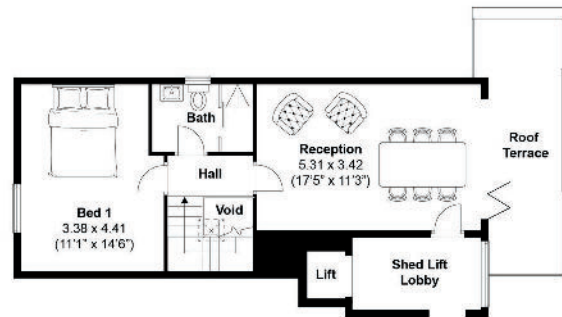 Bath
Roof
Terrace
Reception
5.31 x 3.42
(17'5" x 11'3")
Hall
Bed 1
3.38 x 4.41
(11'1" x 14'6")
Void
Lift
Shed Lift
Lobby